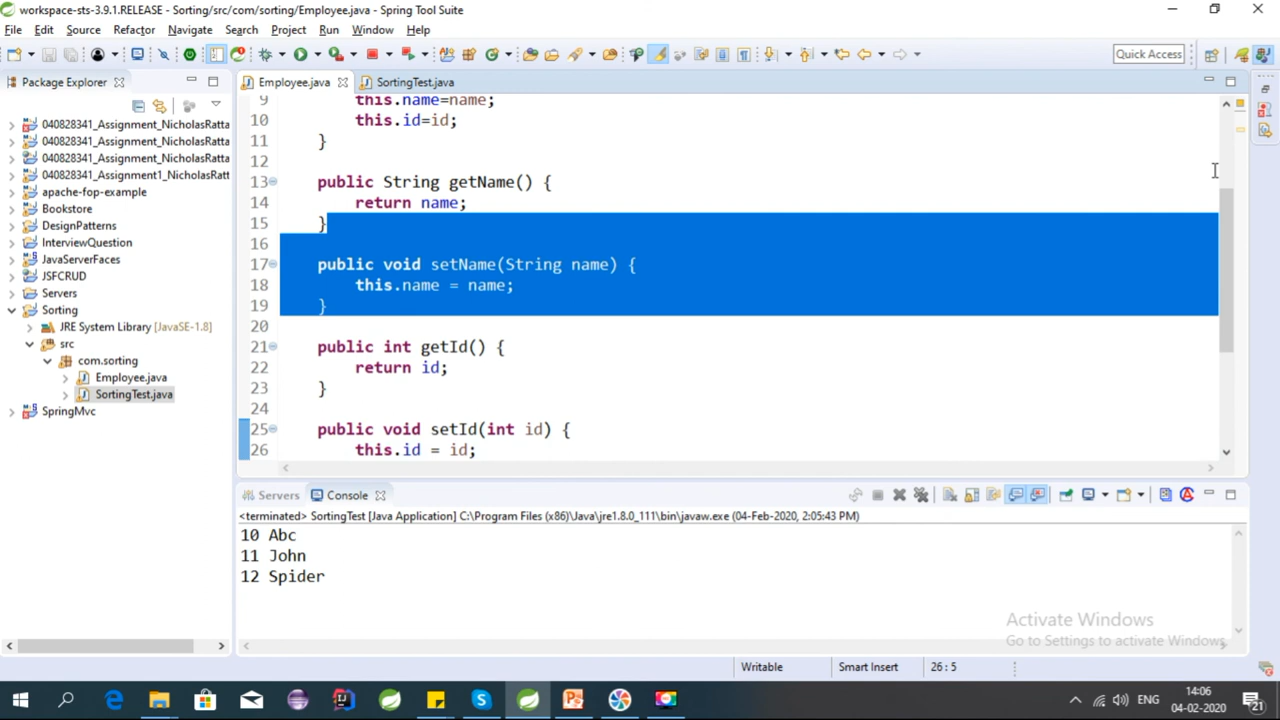 workspace-sts-3.9.1.RELEASE - Sorting/src/com/sorting/Employee.java - Spring Tool Suite
File Edit Source Refactor Navigate Search Project Run Window Help
Quick Access
Package Explorer
Employee.java
SortingTest.java
040828341_Assignment_NicholasRatta
040828341_Assignment_NicholasRatta
040828341_Assignment_NicholasRatta
040828341_Assignment1_NicholasRatta
apache-fop-example
Bookstore
DesignPatterns
InterviewQuestion
JavaServerFaces
JSFCRUD
Servers
Sorting
JRE System Library [JavaSE-1.8]
src
com.sorting
Employee.java
SortingTest.java
SpringMvc
9 this.name=name;
10 this.id=id;
11 }
12
13 public String getName() {
14 return name;
15 }
16
17 public void setName(String name) {
18 this.name = name;
19 }
20
21 public int getId() {
22 return id;
23 }
24
25 public void setId(int id) {
26 this.id = id;
Servers
Console
<terminated> SortingTest [Java Application] C:\Program Files (x86)\Java\jre1.8.0_111\bin\javaw.exe (04-Feb-2020, 2:05:43 PM)
10 Abc
11 John
12 Spider
Activate Windows
Go to Settings to activate Windows.
Writable
Smart Insert
26 : 5
ENG
14:06
04-02-2020
21